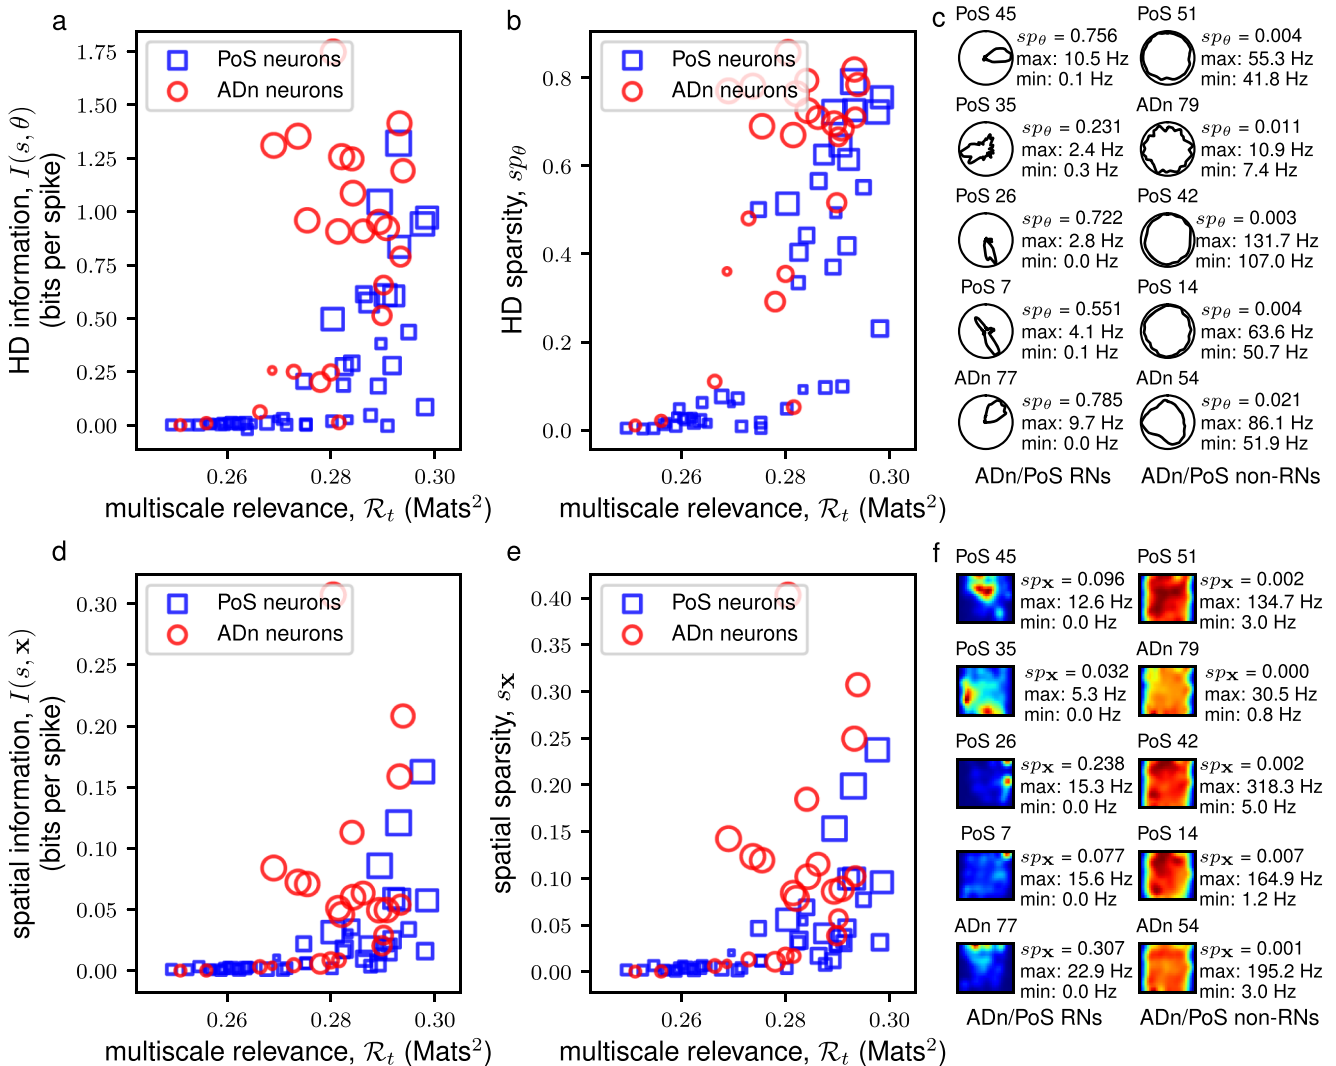 a
HD information, I(s, θ)
(bits per spike)
1.75
1.50
1.25
1.00
0.75
0.50
0.25
0.00
PoS neurons
ADn neurons
0.26
0.28
0.30
multiscale relevance, ℛₜ (Mats²)
b
HD sparsity, spθ
0.8
0.6
0.4
0.2
0.0
PoS neurons
ADn neurons
0.26
0.28
0.30
multiscale relevance, ℛₜ (Mats²)
c
PoS 45
spθ = 0.756
max: 10.5 Hz
min: 0.1 Hz
PoS 51
spθ = 0.004
max: 55.3 Hz
min: 41.8 Hz
PoS 35
spθ = 0.231
max: 2.4 Hz
min: 0.3 Hz
ADn 79
spθ = 0.011
max: 10.9 Hz
min: 7.4 Hz
PoS 26
spθ = 0.722
max: 2.8 Hz
min: 0.0 Hz
PoS 42
spθ = 0.003
max: 131.7 Hz
min: 107.0 Hz
PoS 7
spθ = 0.551
max: 4.1 Hz
min: 0.1 Hz
PoS 14
spθ = 0.004
max: 63.6 Hz
min: 50.7 Hz
ADn 77
spθ = 0.785
max: 9.7 Hz
min: 0.0 Hz
ADn 54
spθ = 0.021
max: 86.1 Hz
min: 51.9 Hz
ADn/PoS RNs
ADn/PoS non-RNs
d
spatial information, I(s, x)
(bits per spike)
0.30
0.25
0.20
0.15
0.10
0.05
0.00
PoS neurons
ADn neurons
0.26
0.28
0.30
multiscale relevance, ℛₜ (Mats²)
e
spatial sparsity, sx
0.40
0.35
0.30
0.25
0.20
0.15
0.10
0.05
0.00
PoS neurons
ADn neurons
0.26
0.28
0.30
multiscale relevance, ℛₜ (Mats²)
f
PoS 45
spx = 0.096
max: 12.6 Hz
min: 0.0 Hz
PoS 51
spx = 0.002
max: 134.7 Hz
min: 3.0 Hz
PoS 35
spx = 0.032
max: 5.3 Hz
min: 0.0 Hz
ADn 79
spx = 0.000
max: 30.5 Hz
min: 0.8 Hz
PoS 26
spx = 0.238
max: 15.3 Hz
min: 0.0 Hz
PoS 42
spx = 0.002
max: 318.3 Hz
min: 5.0 Hz
PoS 7
spx = 0.077
max: 15.6 Hz
min: 0.0 Hz
PoS 14
spx = 0.007
max: 164.9 Hz
min: 1.2 Hz
ADn 77
spx = 0.307
max: 22.9 Hz
min: 0.0 Hz
ADn 54
spx = 0.001
max: 195.2 Hz
min: 3.0 Hz
ADn/PoS RNs
ADn/PoS non-RNs